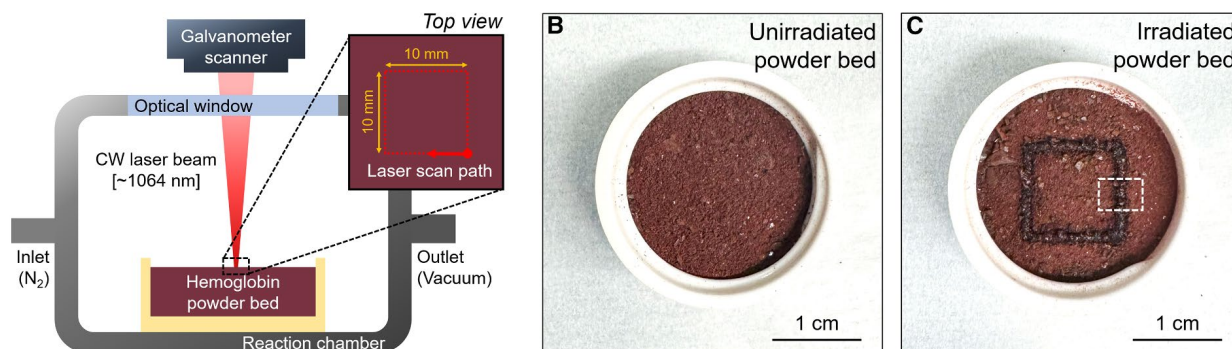 Galvanometer
scanner
Optical window
CW laser beam
[~1064 nm]
Inlet
(N₂)
Outlet
(Vacuum)
Hemoglobin
powder bed
Reaction chamber
Top view
10 mm
10 mm
Laser scan path
B
Unirradiated
powder bed
1 cm
C
Irradiated
powder bed
1 cm